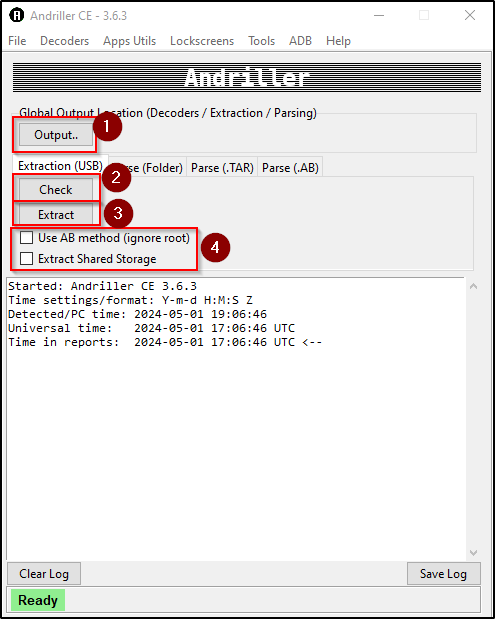 Andriller CE - 3.6.3
File Decoders Apps Utils Lockscreens Tools ADB Help
Andriller
Global Output Location (Decoders / Extraction / Parsing)
Output..
1
Extraction (USB) rse (Folder) Parse (.TAR) Parse (.AB)
2
Check
Extract
3
Use AB method (ignore root)
4
Extract Shared Storage
Started: Andriller CE 3.6.3
Time settings/format: Y-m-d H:M:S Z
Detected/PC time: 2024-05-01 19:06:46
Universal time:   2024-05-01 17:06:46 UTC
Time in reports:  2024-05-01 17:06:46 UTC <--
Clear Log Save Log
Ready